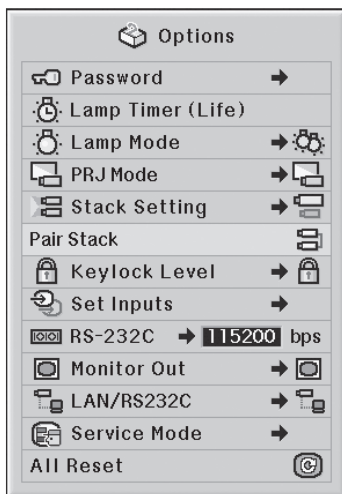 Options
Password
Lamp Timer (Life)
Lamp Mode
PRJ Mode
Stack Setting
Pair Stack
Keylock Level
Set Inputs
RS-232C 115200 bps
Monitor Out
LAN/RS232C
Service Mode
All Reset